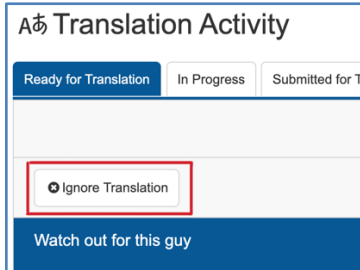 Aあ Translation Activity
Ready for Translation In Progress Submitted for T
Ignore Translation
Watch out for this guy